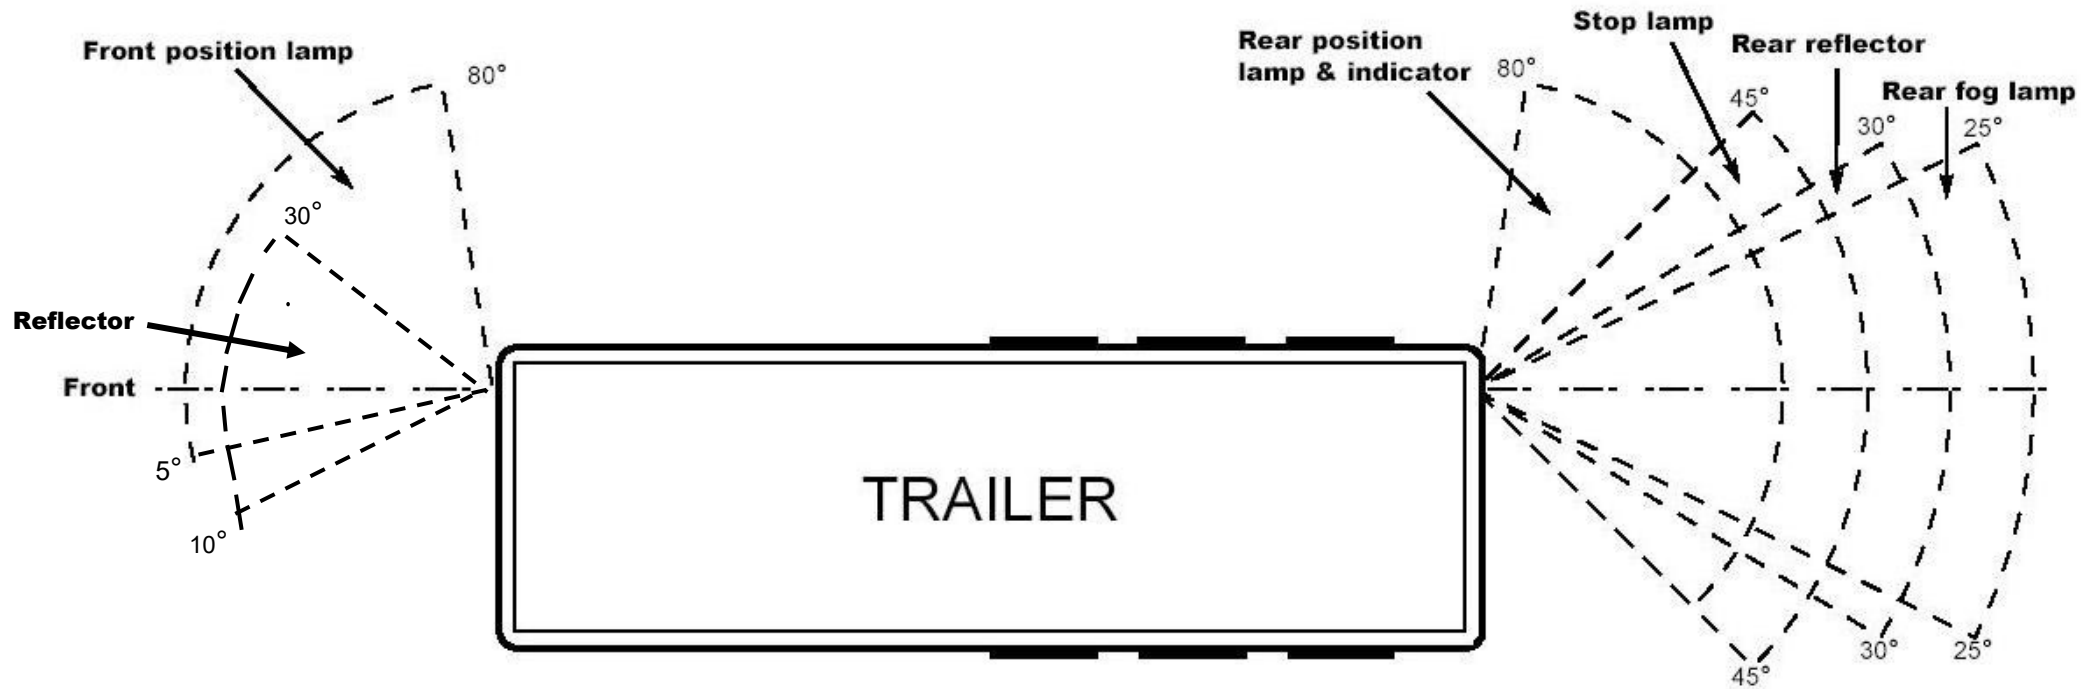 Front position lamp
80°
30°
Reflector
Front
5°
10°
TRAILER
Rear position
lamp & indicator
80°
Stop lamp
45°
Rear reflector
30°
Rear fog lamp
25°
45°
30°
25°